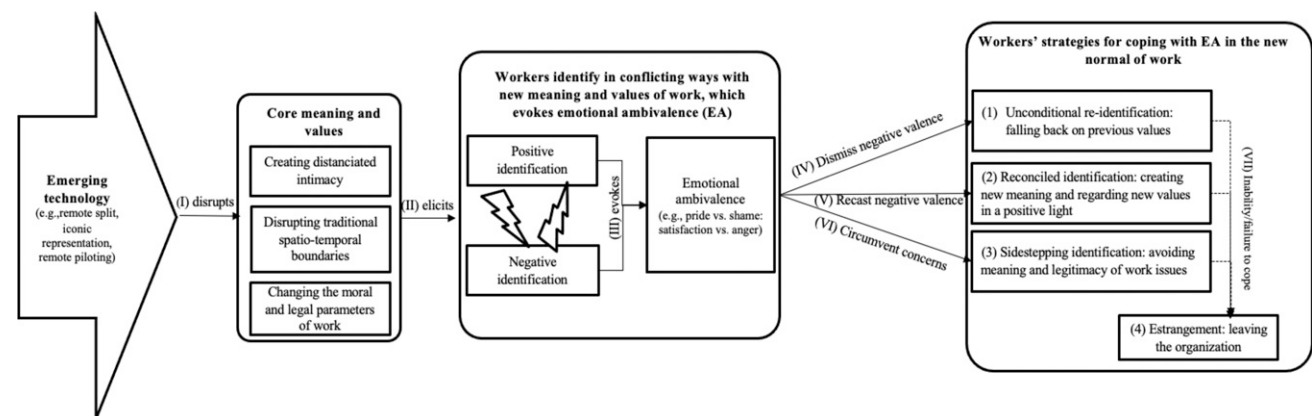 Emerging
technology
(e.g.,remote split,
iconic
representation,
remote piloting)
(I) disrupts
Core meaning and
values
Creating distanciated
intimacy
Disrupting traditional
spatio-temporal
boundaries
Changing the moral
and legal parameters
of work
(II) elicits
Workers identify in conflicting ways with
new meaning and values of work, which
evokes emotional ambivalence (EA)
Positive
identification
Negative
identification
(III) evokes
Emotional
ambivalence
(e.g., pride vs. shame:
satisfaction vs. anger)
(IV) Dismiss negative valence
(V) Recast negative valence
(VI) Circumvent concerns
Workers' strategies for coping with EA in the new
normal of work
(1) Unconditional re-identification:
falling back on previous values
(2) Reconciled identification: creating
new meaning and regarding new values
in a positive light
(3) Sidestepping identification: avoiding
meaning and legitimacy of work issues
(VII) Inability/failure to
cope
(4) Estrangement: leaving
the organization